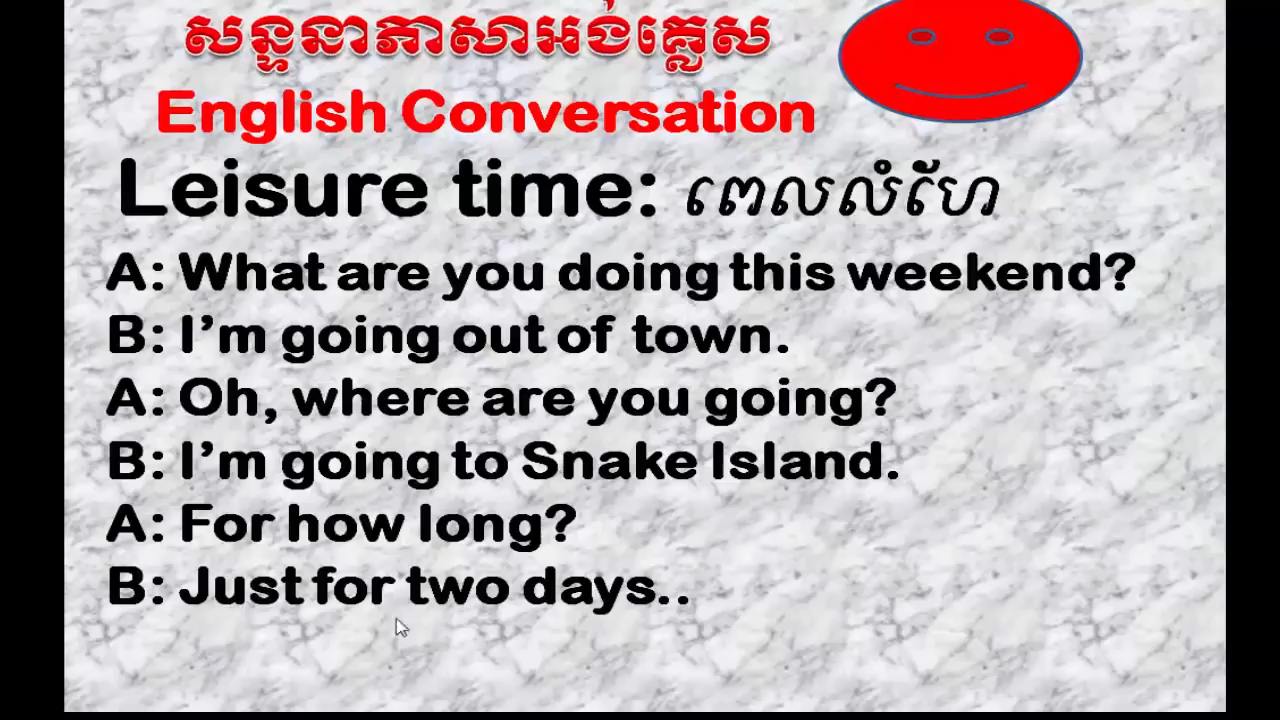 សន្ទនាភាសាអង់គ្លេស
English Conversation
Leisure time: ពេលលំហែ
A: What are you doing this weekend?
B: I’m going out of town.
A: Oh, where are you going?
B: I’m going to Snake Island.
A: For how long?
B: Just for two days..